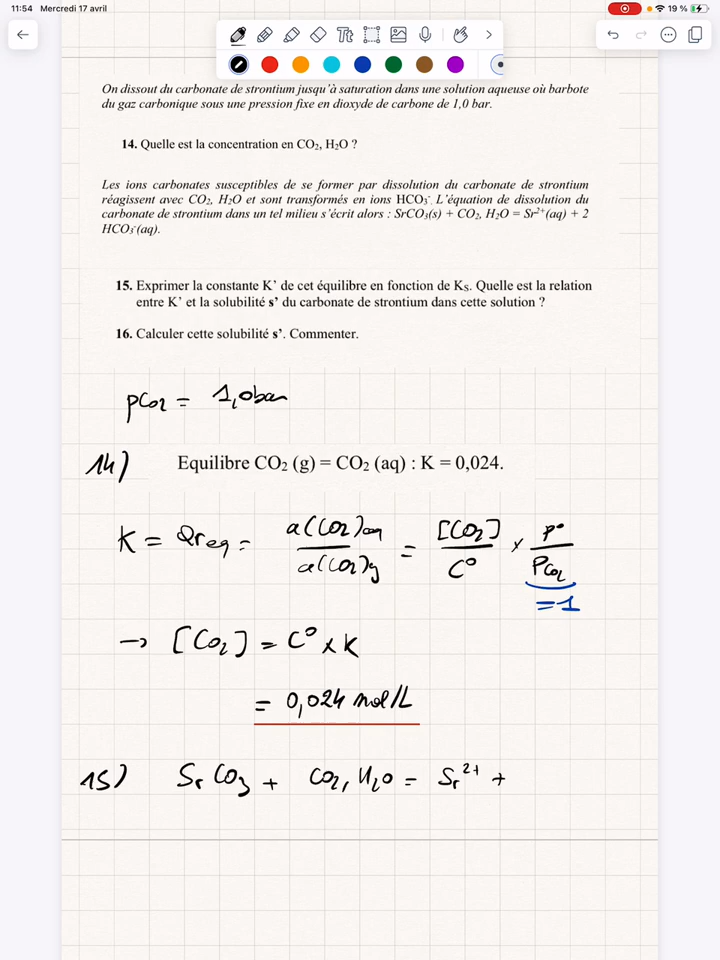 11:54 Mercredi 17 avril
19 %
On dissout du carbonate de strontium jusqu'à saturation dans une solution aqueuse où barbote
du gaz carbonique sous une pression fixe en dioxyde de carbone de 1,0 bar.
14. Quelle est la concentration en CO₂, H₂O ?
Les ions carbonates susceptibles de se former par dissolution du carbonate de strontium
réagissent avec CO₂, H₂O et sont transformés en ions HCO₃⁻. L'équation de dissolution du
carbonate de strontium dans un tel milieu s'écrit alors : SrCO₃(s) + CO₂, H₂O = Sr²⁺(aq) + 2
HCO₃⁻(aq).
15. Exprimer la constante K' de cet équilibre en fonction de Kₛ. Quelle est la relation
entre K' et la solubilité s' du carbonate de strontium dans cette solution ?
16. Calculer cette solubilité s'. Commenter.
pCO₂ = 1,0 bar
14) Equilibre CO₂ (g) = CO₂ (aq) : K = 0,024.
K = Qreq = a(CO₂)aq / a(CO₂)g = [CO₂] / C° × P° / PCO₂
= 1
→ [CO₂] = C° × K
= 0,024 mol/L
15) SrCO₃ + CO₂, H₂O = Sr²⁺ +